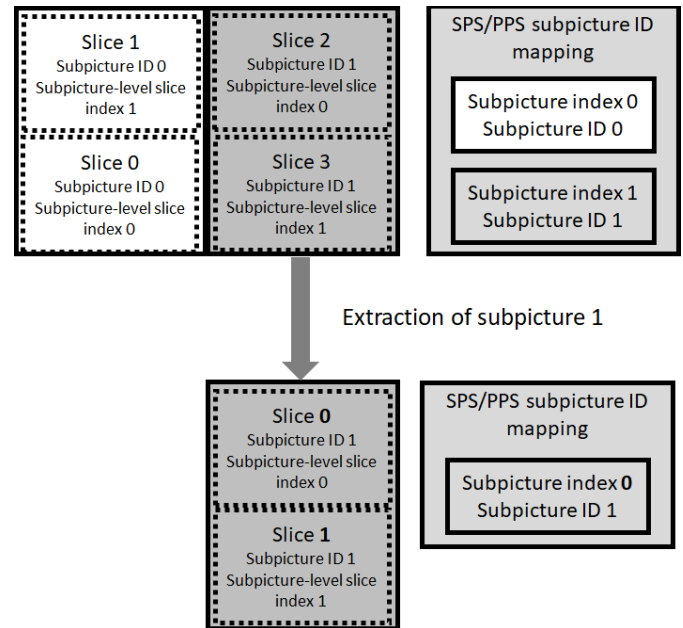 Slice 1
Subpicture ID 0
Subpicture-level slice
index 1
Slice 0
Subpicture ID 0
Subpicture-level slice
index 0
Slice 2
Subpicture ID 1
Subpicture-level slice
index 0
Slice 3
Subpicture ID 1
Subpicture-level slice
index 1
SPS/PPS subpicture ID
mapping
Subpicture index 0
Subpicture ID 0
Subpicture index 1
Subpicture ID 1
Extraction of subpicture 1
Slice 0
Subpicture ID 1
Subpicture-level slice
index 0
Slice 1
Subpicture ID 1
Subpicture-level slice
index 1
SPS/PPS subpicture ID
mapping
Subpicture index 0
Subpicture ID 1